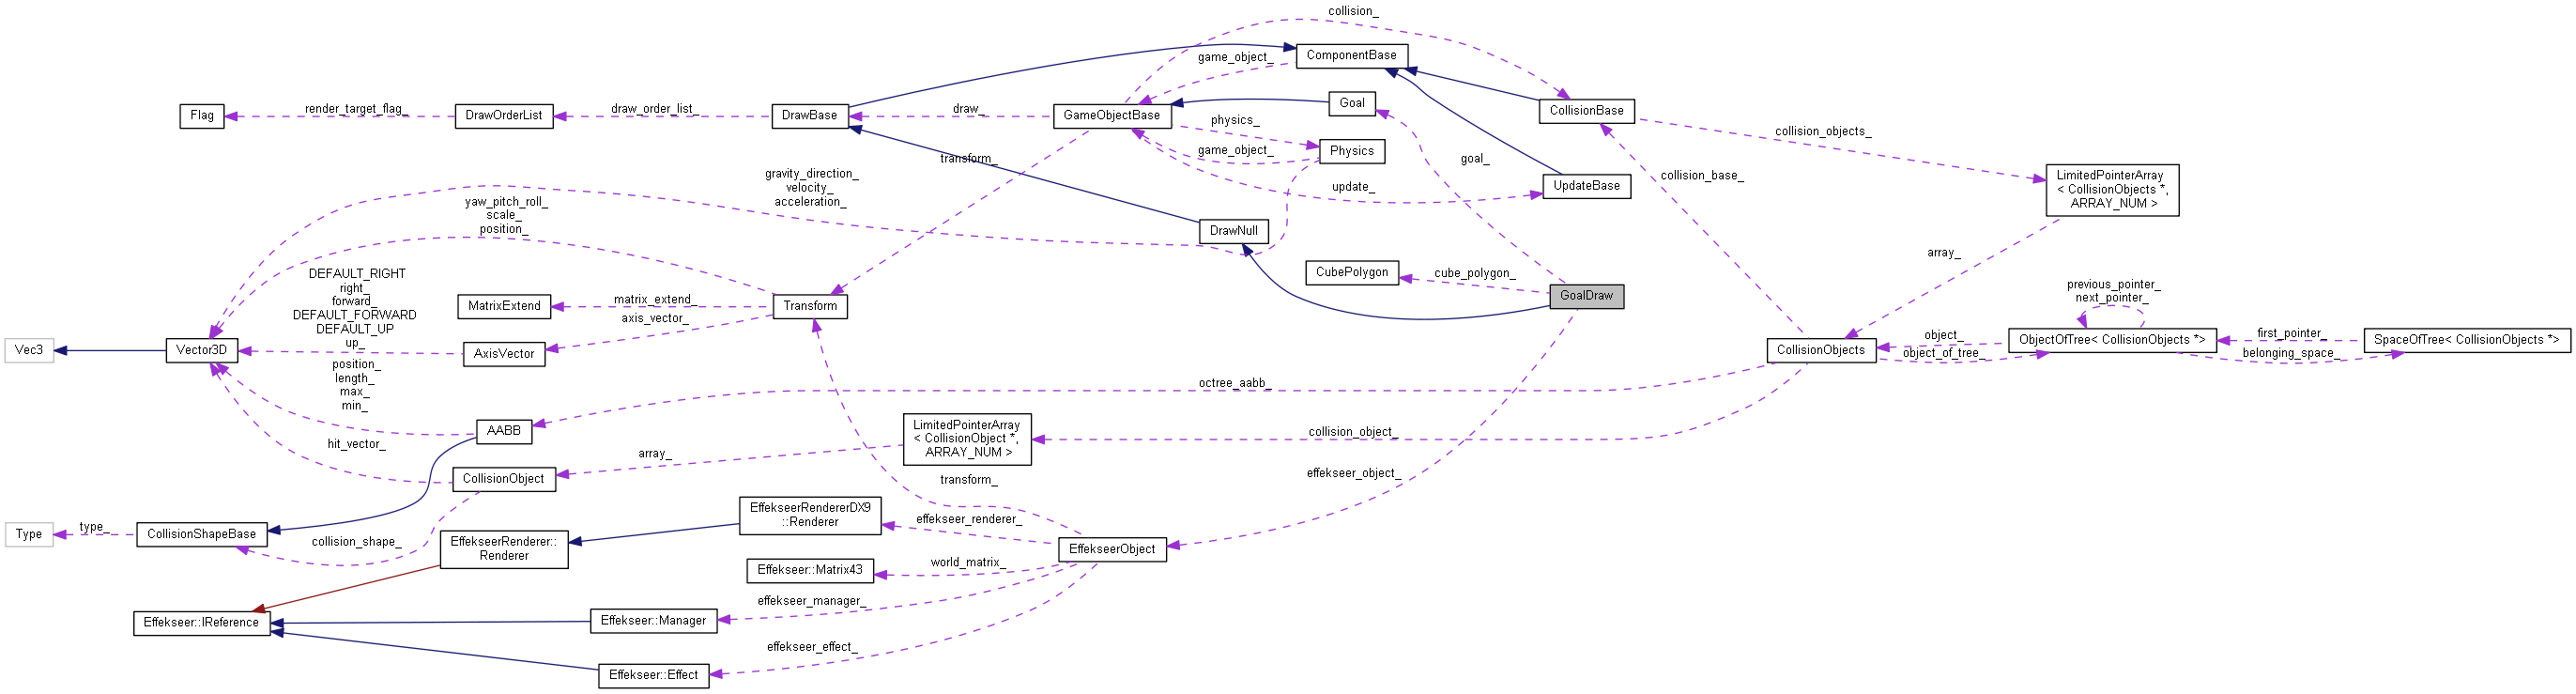 collision_
ComponentBase
game_object_
Flag
render_target_flag_
DrawOrderList
draw_order_list_
DrawBase
draw_
GameObjectBase
Goal
CollisionBase
physics_
collision_objects_
Physics
game_object_
transform_
goal_
gravity_direction_
velocity_
acceleration_
collision_base_
LimitedPointerArray
< CollisionObjects *,
ARRAY_NUM >
update_
UpdateBase
yaw_pitch_roll_
scale_
position_
DrawNull
array_
CubePolygon
cube_polygon_
GoalDraw
DEFAULT_RIGHT
right_
forward_
DEFAULT_FORWARD
DEFAULT_UP
up_
MatrixExtend
matrix_extend_
Transform
axis_vector_
previous_pointer_
next_pointer_
Vec3
Vector3D
AxisVector
CollisionObjects
object_
object_of_tree_
ObjectOfTree< CollisionObjects *>
first_pointer_
belonging_space_
SpaceOfTree< CollisionObjects *>
position_
length_
max_
min_
octree_aabb_
AABB
LimitedPointerArray
< CollisionObject *,
ARRAY_NUM >
collision_object_
hit_vector_
array_
CollisionObject
transform_
effekseer_object_
Type
type_
CollisionShapeBase
collision_shape_
EffekseerRenderer::
Renderer
EffekseerRendererDX9
::Renderer
effekseer_renderer_
EffekseerObject
Effekseer::Matrix43
world_matrix_
effekseer_manager_
Effekseer::IReference
Effekseer::Manager
effekseer_effect_
Effekseer::Effect